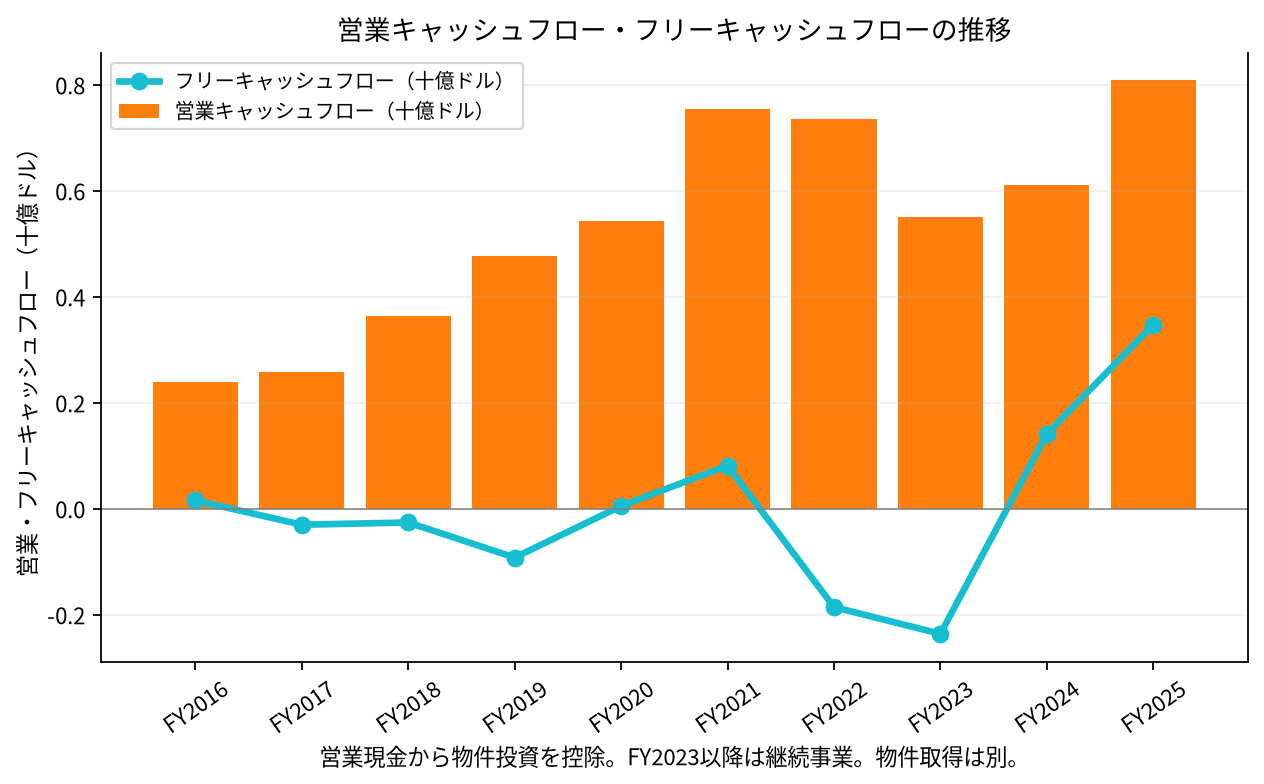 営業キャッシュフロー・フリーキャッシュフローの推移
フリーキャッシュフロー（十億ドル）
営業キャッシュフロー（十億ドル）
営業・フリーキャッシュフロー（十億ドル）
0.8
0.6
0.4
0.2
0.0
-0.2
FY2016
FY2017
FY2018
FY2019
FY2020
FY2021
FY2022
FY2023
FY2024
FY2025
営業現金から物件投資を控除。FY2023以降は継続事業。物件取得は別。